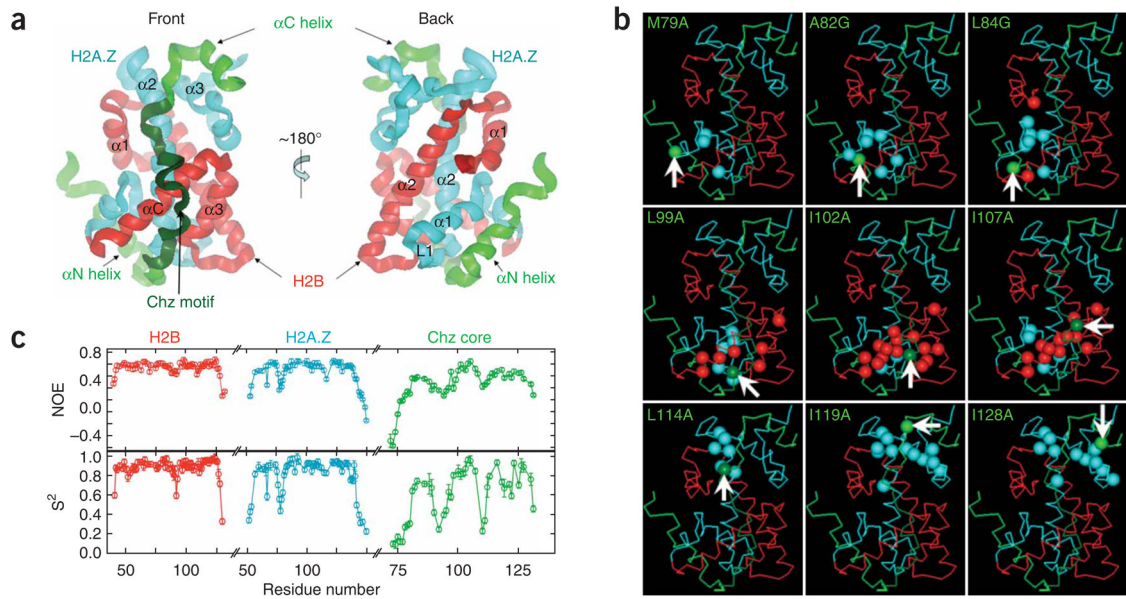 a
Front
Back
αC helix
H2A.Z
H2A.Z
α2
α3
α1
αC
α3
αN helix
Chz motif
~180°
H2B
α1
α2
α2
α1
L1
αN helix
b
M79A
A82G
L84G
L99A
I102A
I107A
L114A
I119A
I128A
c
H2B
H2A.Z
Chz core
NOE
0.8
0.4
0.0
−0.4
S²
1.0
0.8
0.6
0.4
0.2
0.0
50
100
50
100
75
100
125
Residue number